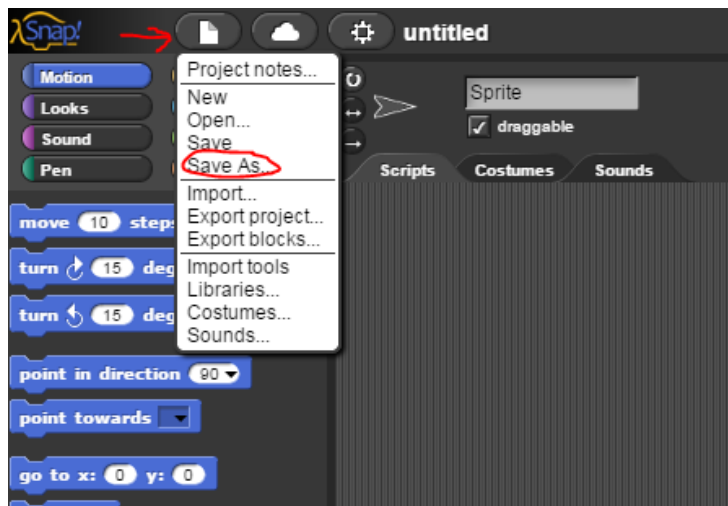 λSnap!
untitled
Motion
Looks
Sound
Pen
Project notes...
New
Open...
Save
Save As...
Import...
Export project...
Export blocks...
Import tools
Libraries...
Costumes...
Sounds...
Sprite
draggable
Scripts Costumes Sounds
move 10 steps
turn 15 deg
turn 15 deg
point in direction 90
point towards
go to x: 0 y: 0